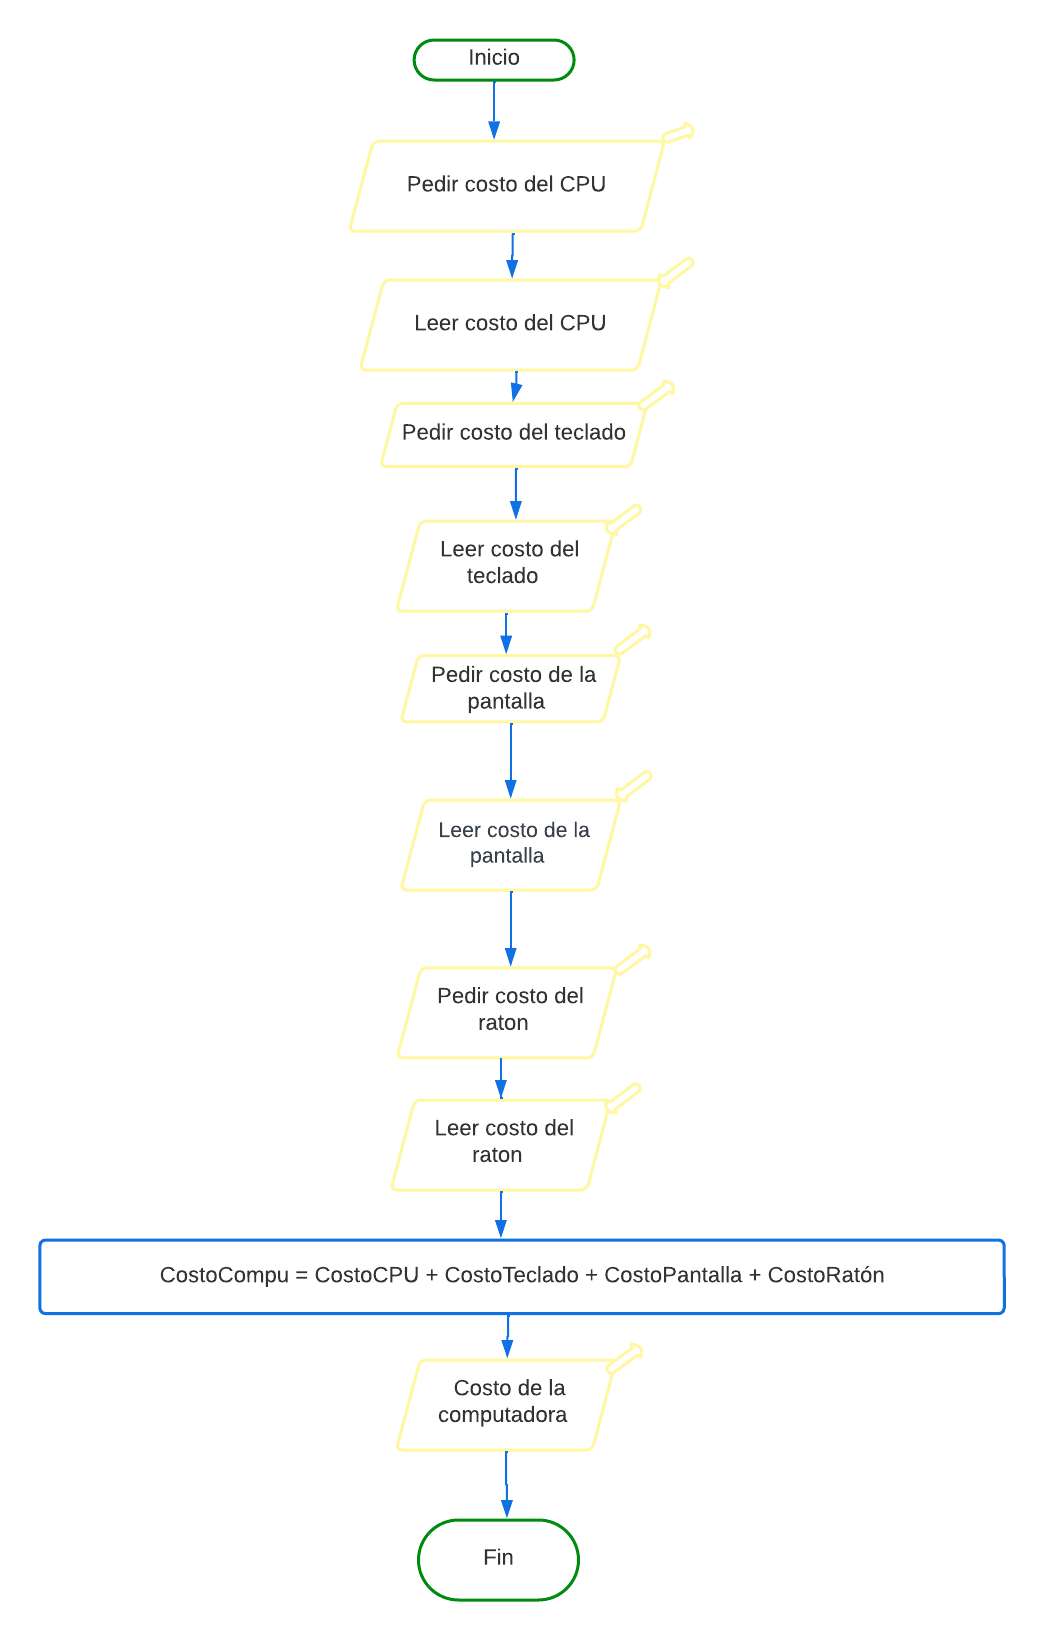 Inicio
Pedir costo del CPU
Leer costo del CPU
Pedir costo del teclado
Leer costo del
teclado
Pedir costo de la
pantalla
Leer costo de la
pantalla
Pedir costo del
raton
Leer costo del
raton
CostoCompu = CostoCPU + CostoTeclado + CostoPantalla + CostoRatón
Costo de la
computadora
Fin